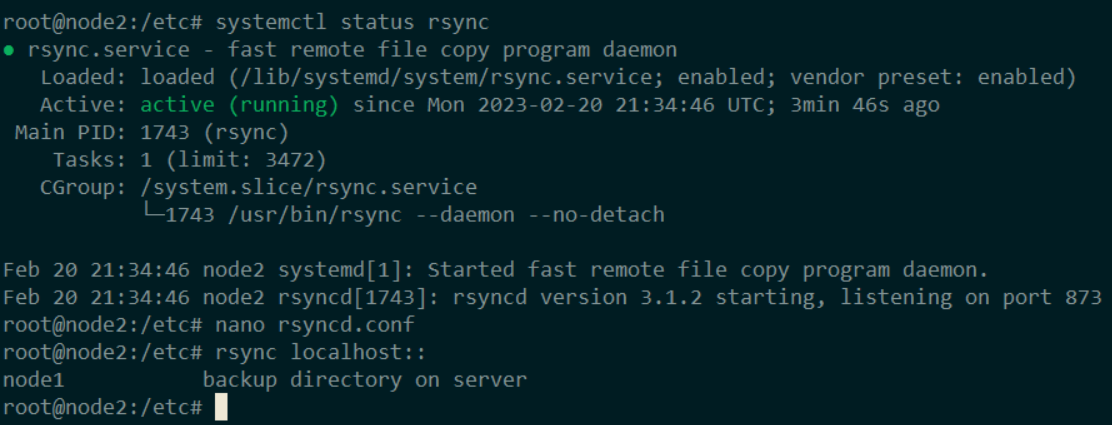 root@node2:/etc# systemctl status rsync
● rsync.service - fast remote file copy program daemon
   Loaded: loaded (/lib/systemd/system/rsync.service; enabled; vendor preset: enabled)
   Active: active (running) since Mon 2023-02-20 21:34:46 UTC; 3min 46s ago
 Main PID: 1743 (rsync)
    Tasks: 1 (limit: 3472)
   CGroup: /system.slice/rsync.service
           └─1743 /usr/bin/rsync --daemon --no-detach

Feb 20 21:34:46 node2 systemd[1]: Started fast remote file copy program daemon.
Feb 20 21:34:46 node2 rsyncd[1743]: rsyncd version 3.1.2 starting, listening on port 873
root@node2:/etc# nano rsyncd.conf
root@node2:/etc# rsync localhost::
node1          	backup directory on server
root@node2:/etc#